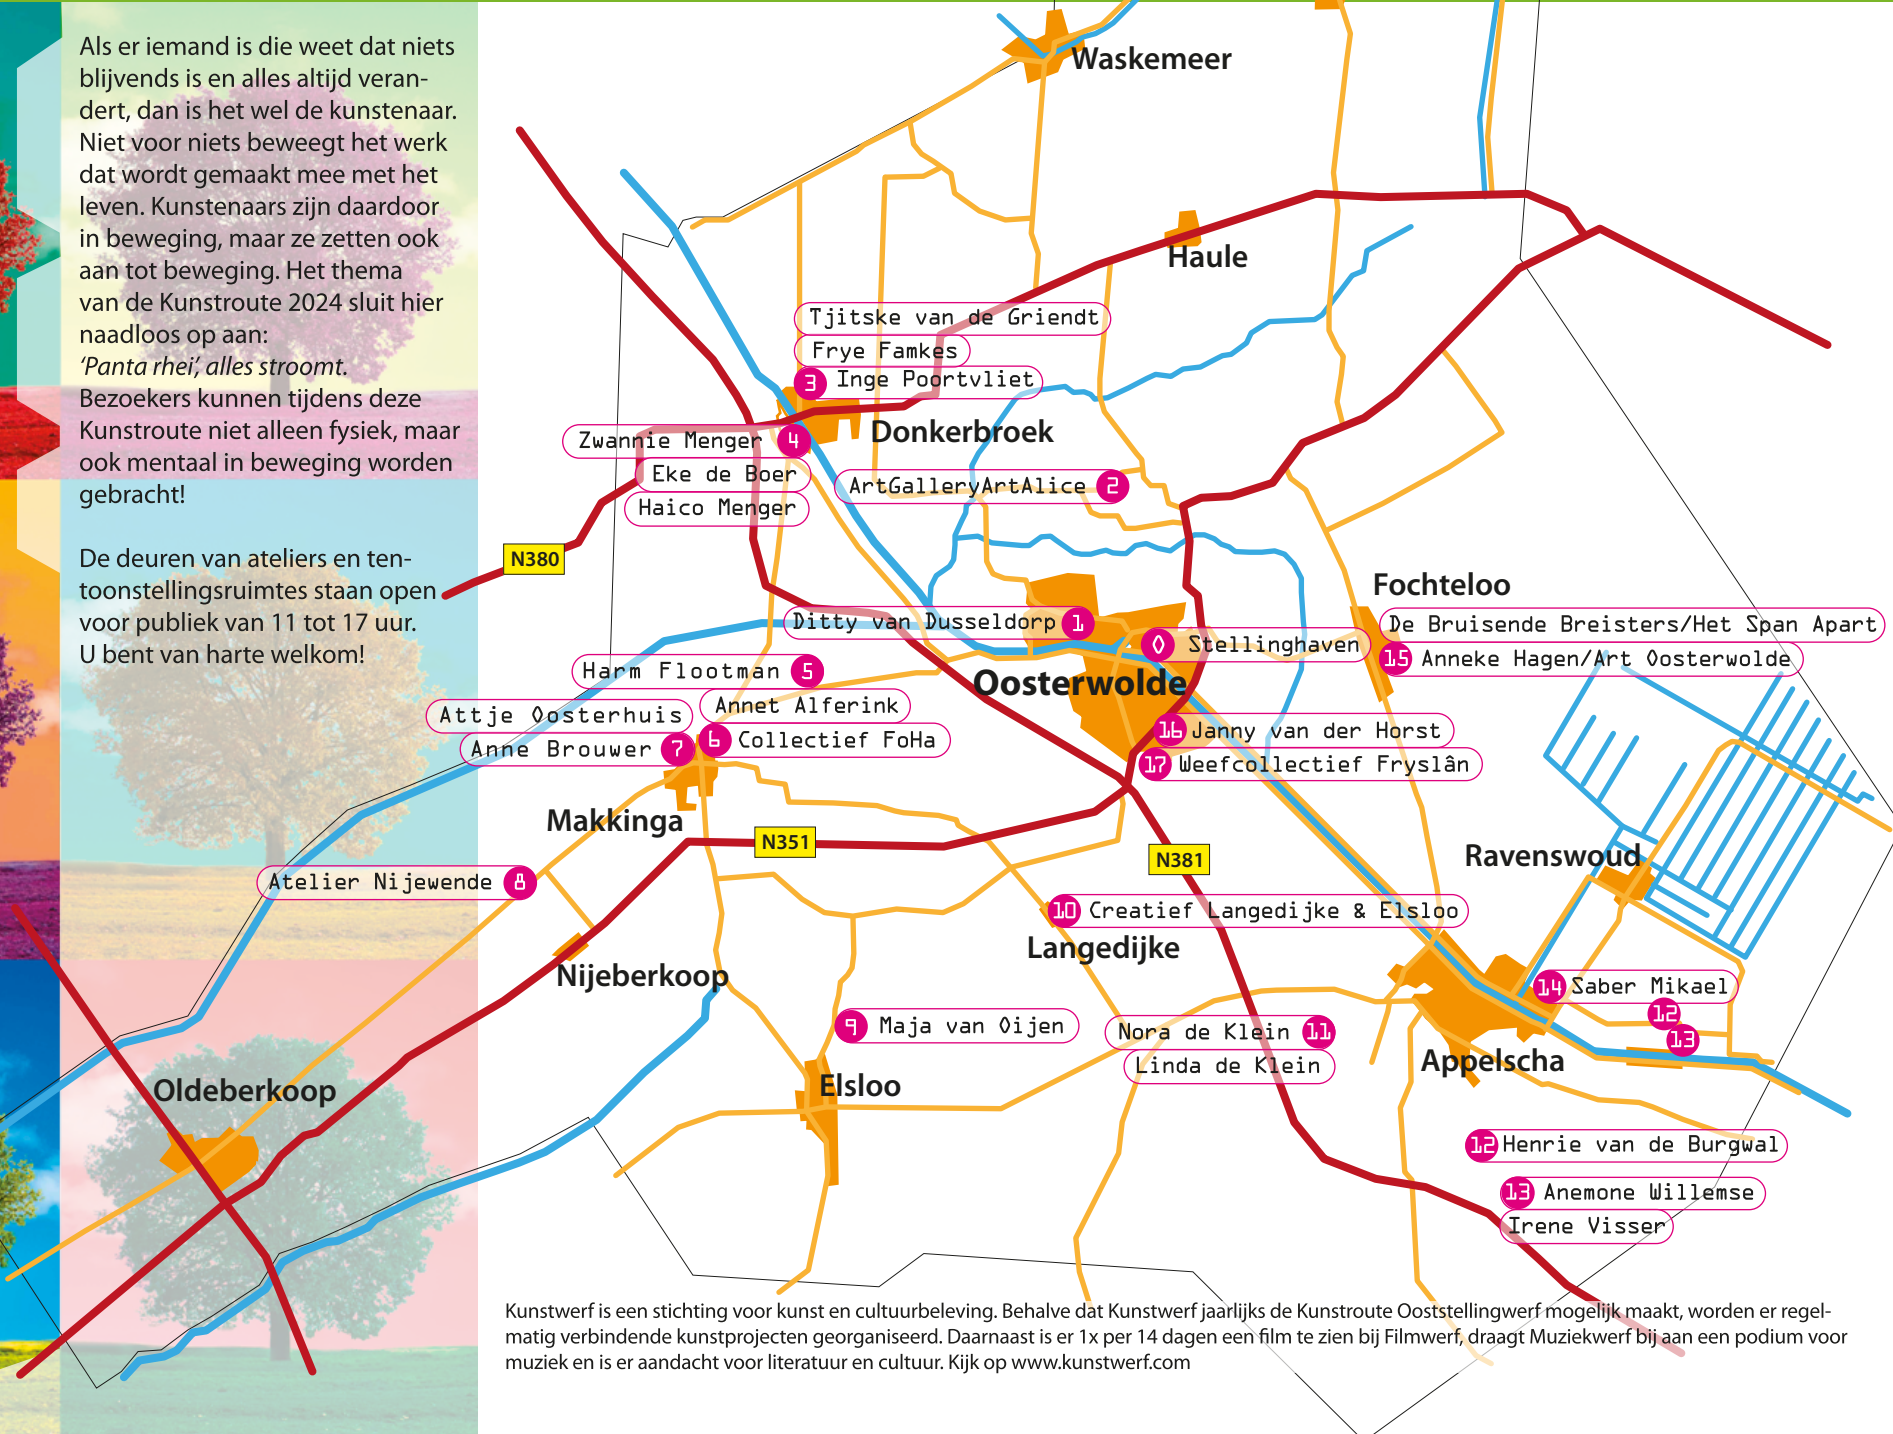 Als er iemand is die weet dat niets
blijvends is en alles altijd veran-
dert, dan is het wel de kunstenaar.
Niet voor niets beweegt het werk
dat wordt gemaakt mee met het
leven. Kunstenaars zijn daardoor
in beweging, maar ze zetten ook
aan tot beweging. Het thema
van de Kunstroute 2024 sluit hier
naadloos op aan:
‘Panta rhei’, alles stroomt.
Bezoekers kunnen tijdens deze
Kunstroute niet alleen fysiek, maar
ook mentaal in beweging worden
gebracht!
De deuren van ateliers en ten-
toonstellingsruimtes staan open
voor publiek van 11 tot 17 uur.
U bent van harte welkom!
Waskemeer
Haule
Tjitske van de Griendt
Frye Famkes
3 Inge Poortvliet
Donkerbroek
Zwannie Menger 4
Eke de Boer
Haico Menger
ArtGalleryArtAlice 2
N380
Fochteloo
De Bruisende Breisters/Het Span Apart
15 Anneke Hagen/Art Oosterwolde
Ditty van Dusseldorp 1
0 Stellinghaven
Oosterwolde
Harm Flootman 5
Annet Alferink
6 Collectief FoHa
Attje Oosterhuis
Anne Brouwer 7
16 Janny van der Horst
17 Weefcollectief Fryslân
Makkinga
N351
N381
Ravenswoud
Atelier Nijewende 8
10 Creatief Langedijke & Elsloo
Langedijke
Nijeberkoop
14 Saber Mikael
12
13
9 Maja van Oijen
Nora de Klein 11
Linda de Klein
Appelscha
Elsloo
Oldeberkoop
12 Henrie van de Burgwal
13 Anemone Willemse
Irene Visser
Kunstwerf is een stichting voor kunst en cultuurbeleving. Behalve dat Kunstwerf jaarlijks de Kunstroute Ooststellingwerf mogelijk maakt, worden er regel-
matig verbindende kunstprojecten georganiseerd. Daarnaast is er 1x per 14 dagen een film te zien bij Filmwerf, draagt Muziekwerf bij aan een podium voor
muziek en is er aandacht voor literatuur en cultuur. Kijk op www.kunstwerf.com